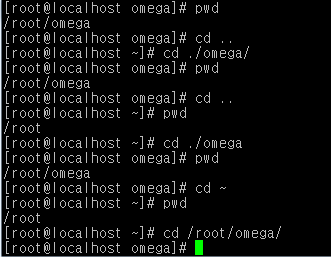 [root@localhost omega]# pwd
/root/omega
[root@localhost omega]# cd ..
[root@localhost ~]# cd ./omega/
[root@localhost omega]# pwd
/root/omega
[root@localhost omega]# cd ..
[root@localhost ~]# pwd
/root
[root@localhost ~]# cd ./omega
[root@localhost omega]# pwd
/root/omega
[root@localhost omega]# cd ~
[root@localhost ~]# pwd
/root
[root@localhost ~]# cd /root/omega/
[root@localhost omega]#